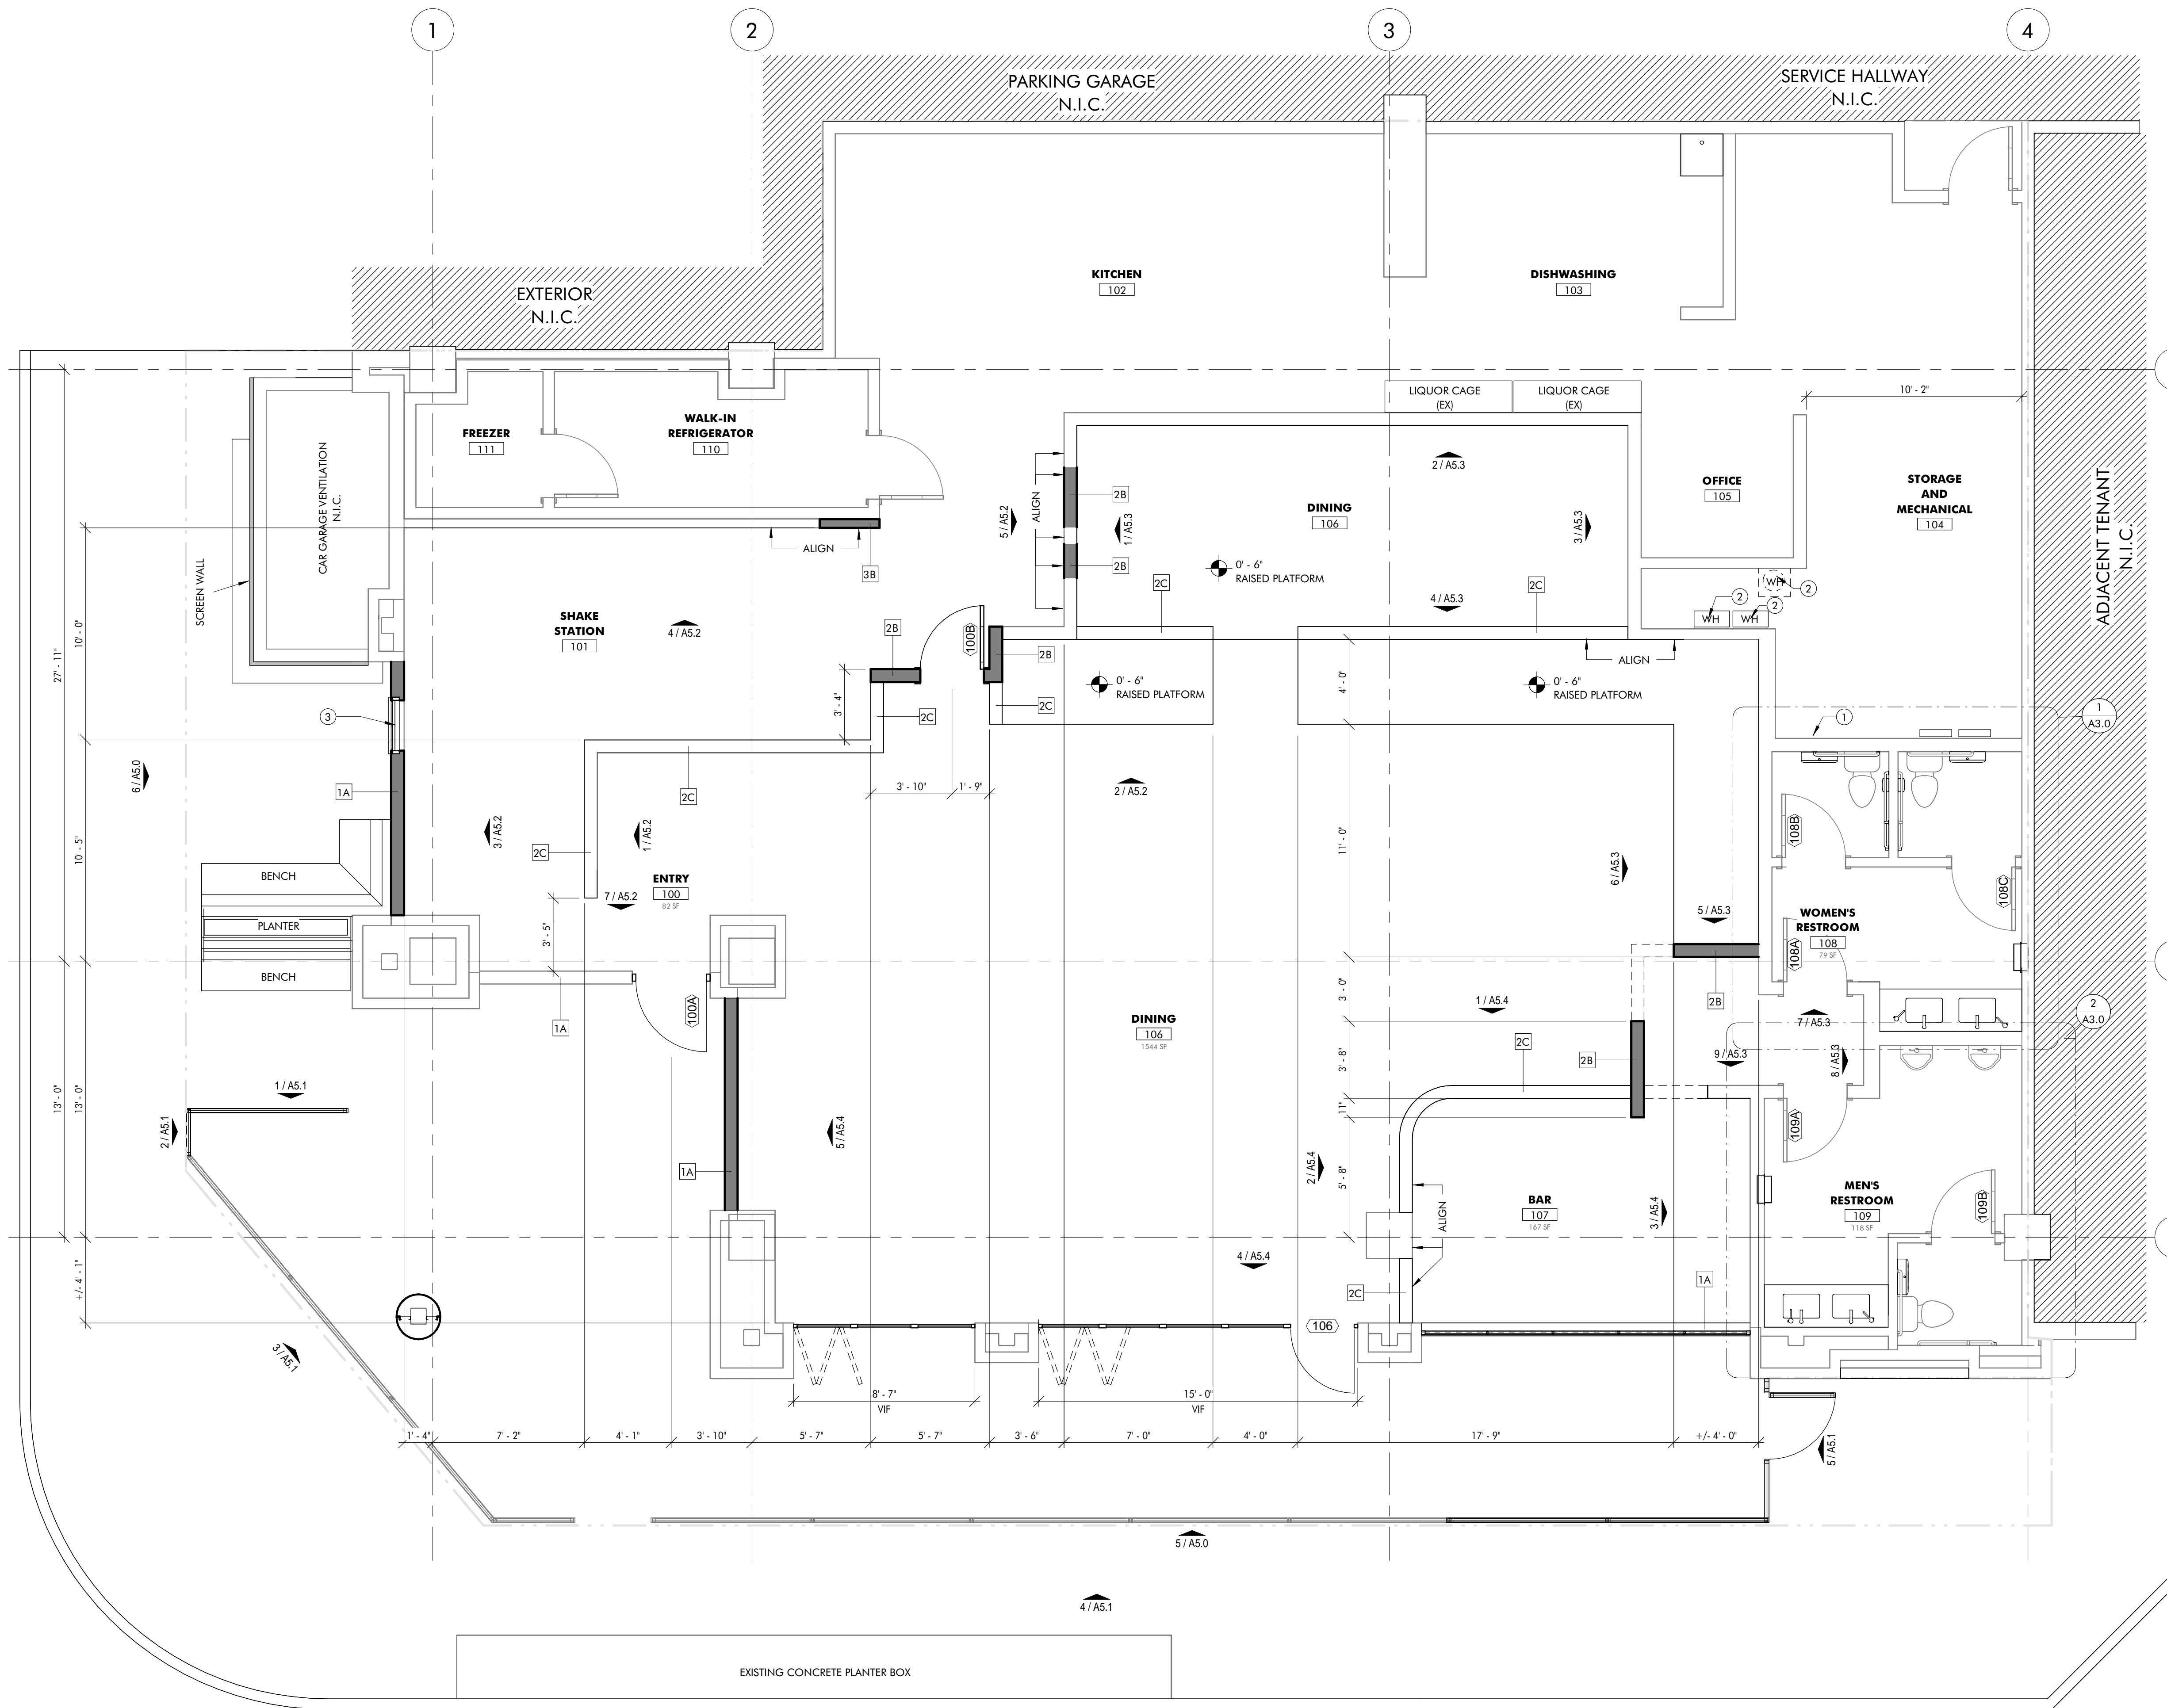 1
2
3
4
PARKING GARAGE
N.I.C.
SERVICE HALLWAY
N.I.C.
EXTERIOR
N.I.C.
KITCHEN
102
DISHWASHING
103
LIQUOR CAGE
(EX)
LIQUOR CAGE
(EX)
10' - 2"
FREEZER
111
WALK-IN
REFRIGERATOR
110
CAR GARAGE VENTILATION
N.I.C.
SCREEN WALL
2 / A5.3
OFFICE
105
STORAGE
AND
MECHANICAL
104
ADJACENT TENANT
N.I.C.
5 / A5.2
ALIGN
2B
1 / A5.3
DINING
106
3 / A5.3
ALIGN
3B
2B
0' - 6"
RAISED PLATFORM
2C
2C
4 / A5.3
WH
2
2
2
WH
WH
27' - 11"
10' - 0"
SHAKE
STATION
101
4 / A5.2
2B
100B
2B
ALIGN
3' - 4"
2C
2C
0' - 6"
RAISED PLATFORM
4' - 0"
0' - 6"
RAISED PLATFORM
3
1
1
A3.0
6 / A5.0
1A
2C
3' - 10"
1' - 9"
2 / A5.2
10' - 5"
3 / A5.2
1 / A5.2
2C
11' - 0"
108B
BENCH
ENTRY
100
82 SF
7 / A5.2
6 / A5.3
108C
PLANTER
3' - 5"
5 / A5.3
WOMEN'S
RESTROOM
108
79 SF
108A
BENCH
100A
1A
3' - 0"
1 / A5.4
2B
2
A3.0
DINING
106
1544 SF
7 / A5.3
2C
2B
3' - 8"
9 / A5.3
8 / A5.3
13' - 0"
13' - 0"
1 / A5.1
2 / A5.1
5 / A5.4
11"
109A
1A
2 / A5.4
5' - 8"
ALIGN
BAR
107
167 SF
3 / A5.4
MEN'S
RESTROOM
109
118 SF
109B
+/- 4' - 1"
4 / A5.4
2C
1A
106
3 / A5.1
8' - 7"
VIF
15' - 0"
VIF
1' - 4"
7' - 2"
4' - 1"
3' - 10"
5' - 7"
5' - 7"
3' - 6"
7' - 0"
4' - 0"
17' - 9"
+/- 4' - 0"
5 / A5.1
5 / A5.0
4 / A5.1
EXISTING CONCRETE PLANTER BOX